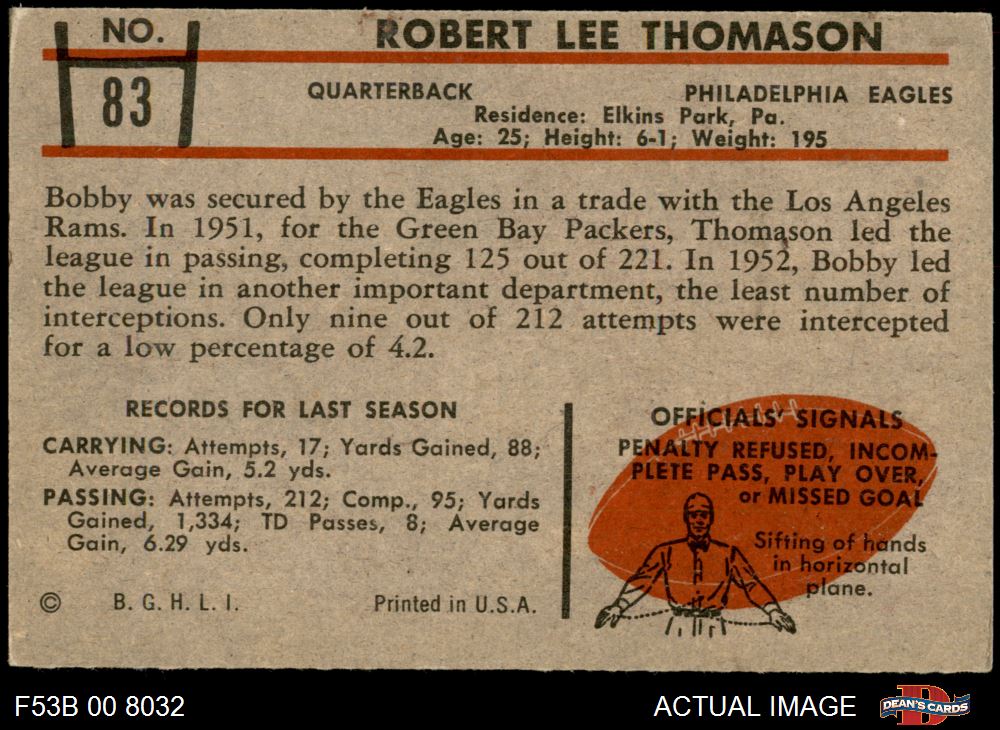 NO.
83
ROBERT LEE THOMASON
QUARTERBACK PHILADELPHIA EAGLES
Residence: Elkins Park, Pa.
Age: 25; Height: 6-1; Weight: 195
Bobby was secured by the Eagles in a trade with the Los Angeles
Rams. In 1951, for the Green Bay Packers, Thomason led the
league in passing, completing 125 out of 221. In 1952, Bobby led
the league in another important department, the least number of
interceptions. Only nine out of 212 attempts were intercepted
for a low percentage of 4.2.
RECORDS FOR LAST SEASON
CARRYING: Attempts, 17; Yards Gained, 88;
Average Gain, 5.2 yds.
PASSING: Attempts, 212; Comp., 95; Yards
Gained, 1,334; TD Passes, 8; Average
Gain, 6.29 yds.
© B. G. H. L. I. Printed in U.S.A.
OFFICIALS' SIGNALS
PENALTY REFUSED, INCOM-
PLETE PASS, PLAY OVER,
or MISSED GOAL
Sifting of hands
in horizontal
plane.
F53B 00 8032 ACTUAL IMAGE
D
DEAN'S CARDS